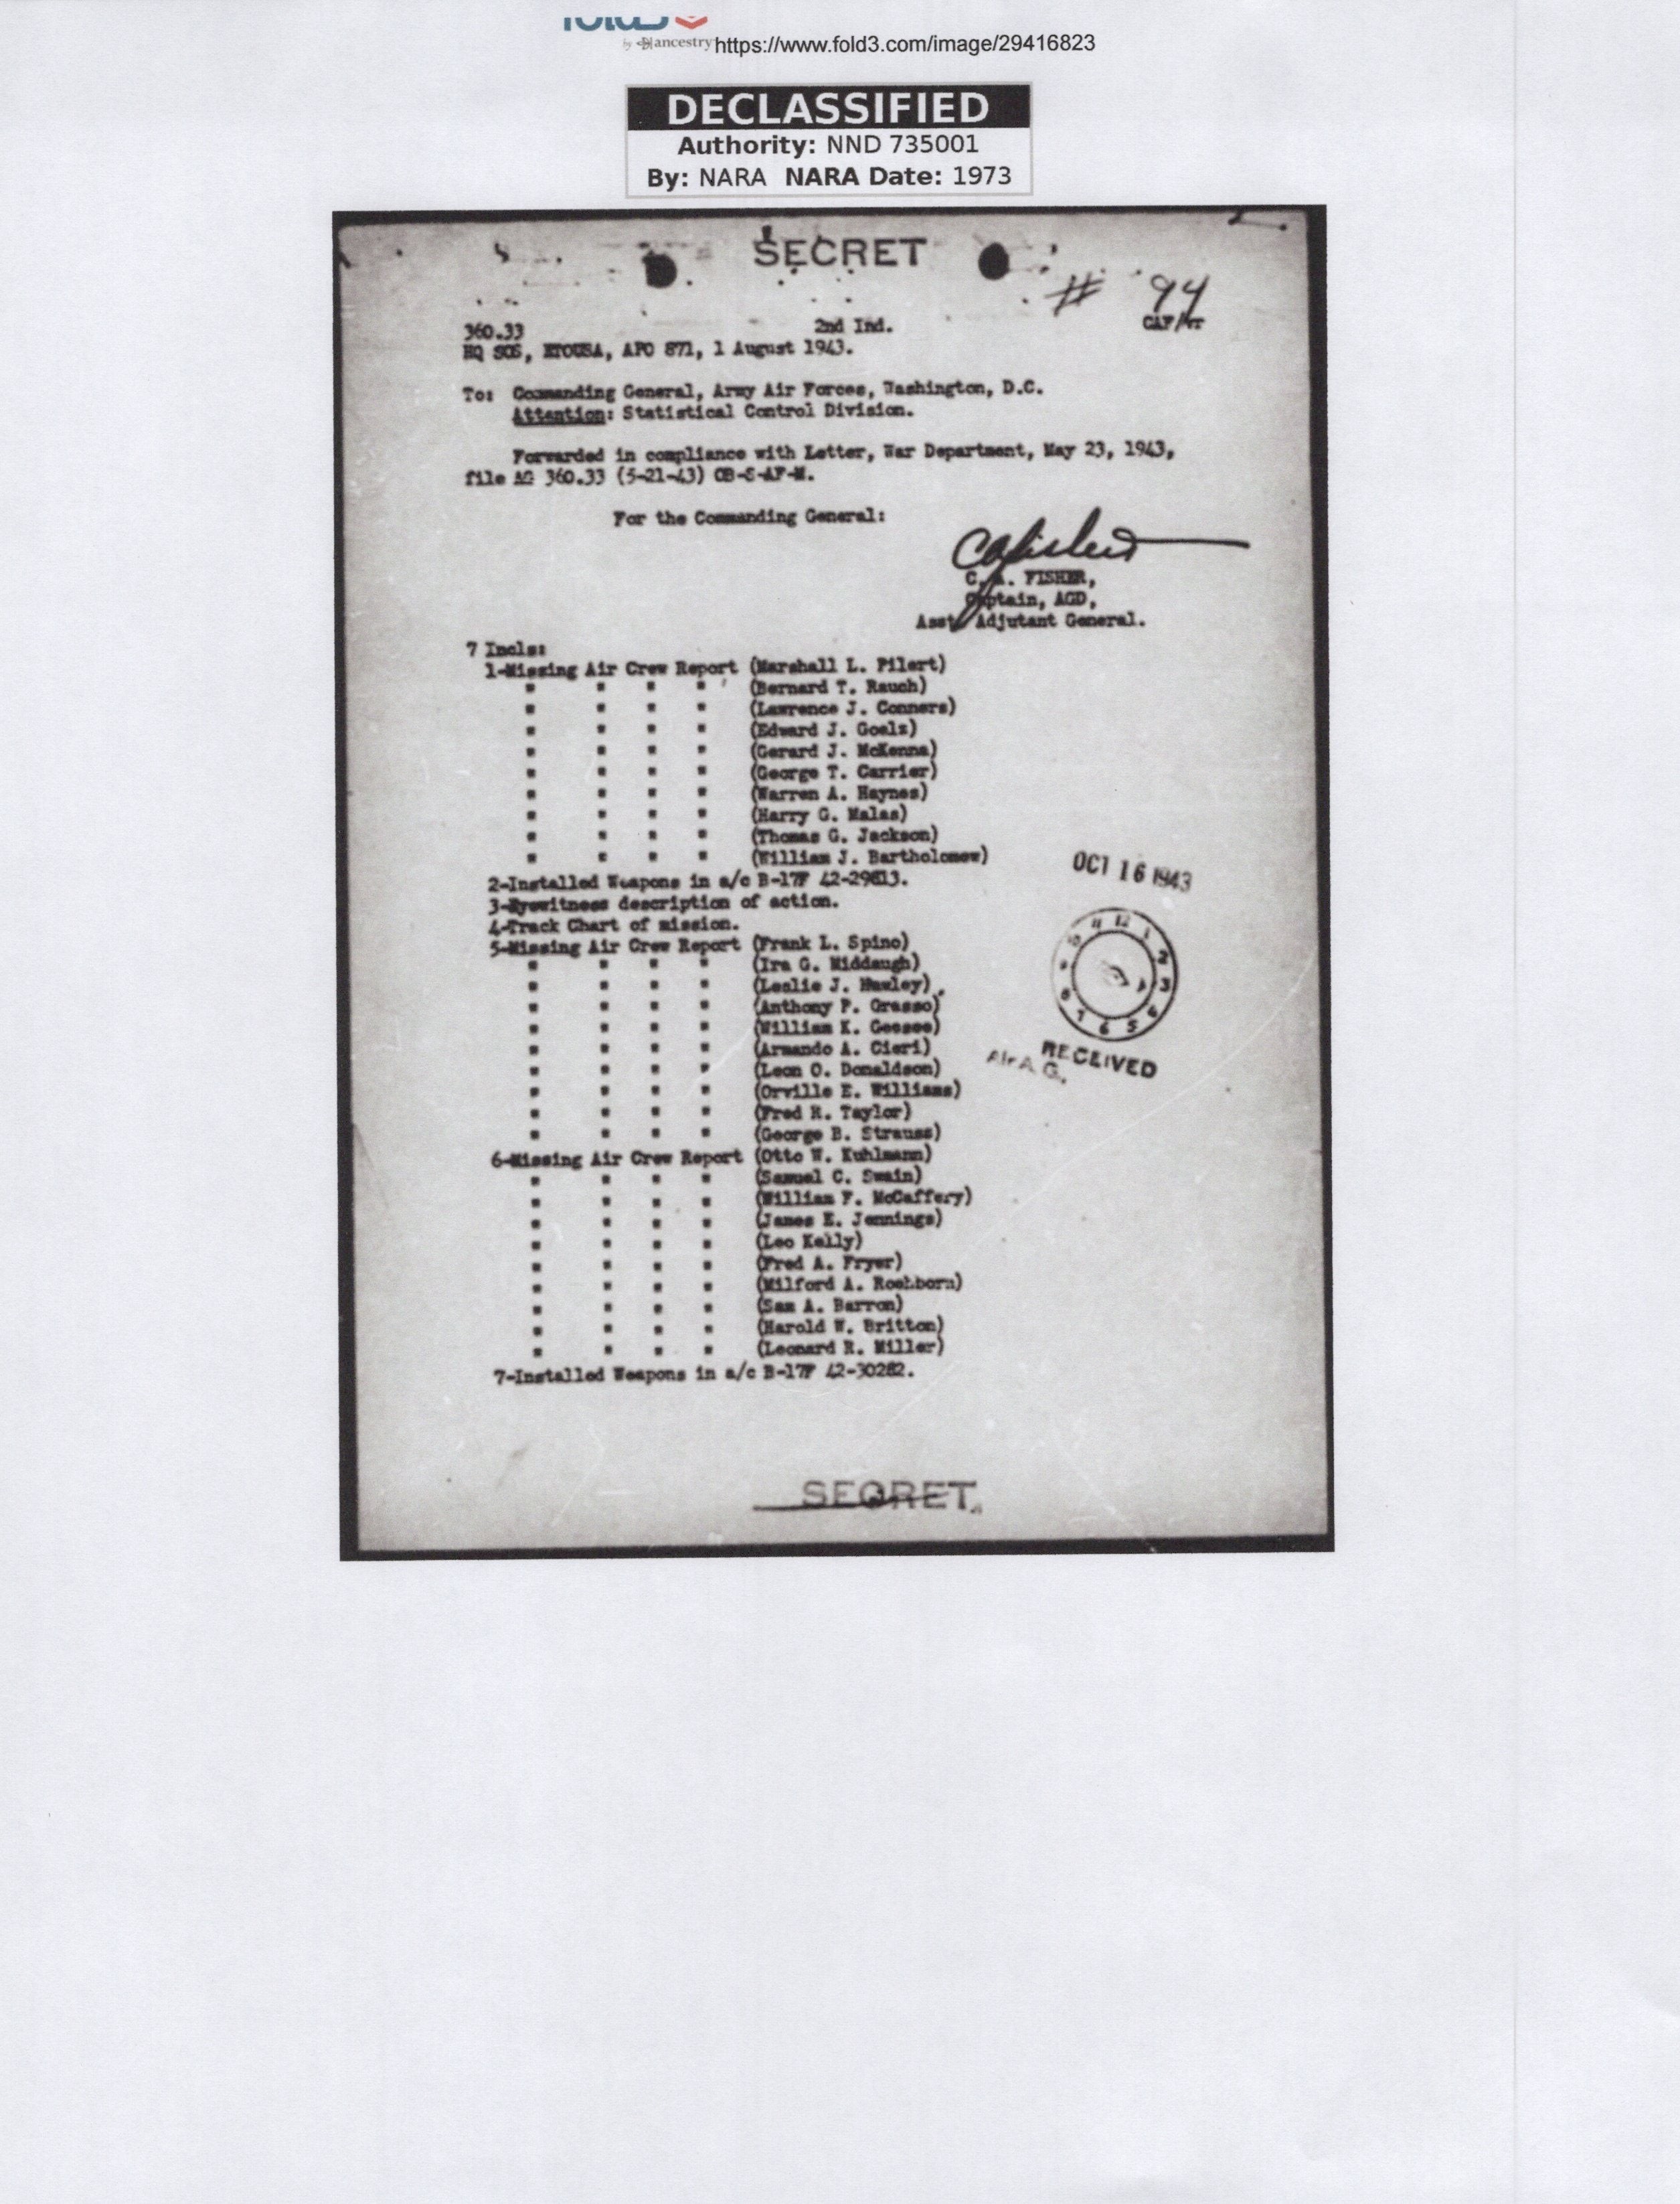 fold3
by ancestry https://www.fold3.com/image/29416823
DECLASSIFIED
Authority: NND 735001
By: NARA NARA Date: 1973
SECRET
# 94
360.33 2nd Ind. CAF/
HQ SOS, ETOUSA, APO 871, 1 August 1943.
To: Commanding General, Army Air Forces, Washington, D.C.
Attention: Statistical Control Division.
Forwarded in compliance with Letter, War Department, May 23, 1943,
file AG 360.33 (5-21-43) OB-S-AF-M.
For the Commanding General:
C. A. FISHER,
Captain, AGD,
Asst. Adjutant General.
7 Incls:
1-Missing Air Crew Report (Marshall L. Pilert)
" " " " (Bernard T. Rauch)
" " " " (Lawrence J. Conners)
" " " " (Edward J. Goelz)
" " " " (Gerard J. McKenna)
" " " " (George T. Carrier)
" " " " (Warren A. Haynes)
" " " " (Harry G. Malas)
" " " " (Thomas G. Jackson)
" " " " (William J. Bartholomew)
2-Installed Weapons in a/c B-17F 42-29813.
3-Eyewitness description of action.
4-Track Chart of mission.
5-Missing Air Crew Report (Frank L. Spino)
" " " " (Ira G. Middaugh)
" " " " (Leslie J. Hawley)
" " " " (Anthony P. Grasso)
" " " " (William K. Geesee)
" " " " (Armando A. Cieri)
" " " " (Leon O. Donaldson)
" " " " (Orville E. Williams)
" " " " (Fred R. Taylor)
" " " " (George B. Strauss)
6-Missing Air Crew Report (Otto W. Kuhlmann)
" " " " (Samuel C. Swain)
" " " " (William F. McCaffery)
" " " " (James E. Jennings)
" " " " (Leo Kelly)
" " " " (Fred A. Fryer)
" " " " (Milford A. Roehborn)
" " " " (Sam A. Barron)
" " " " (Harold W. Britton)
" " " " (Leonard R. Miller)
7-Installed Weapons in a/c B-17F 42-30282.
OCT 16 1943
RECEIVED
Air A G.
SECRET